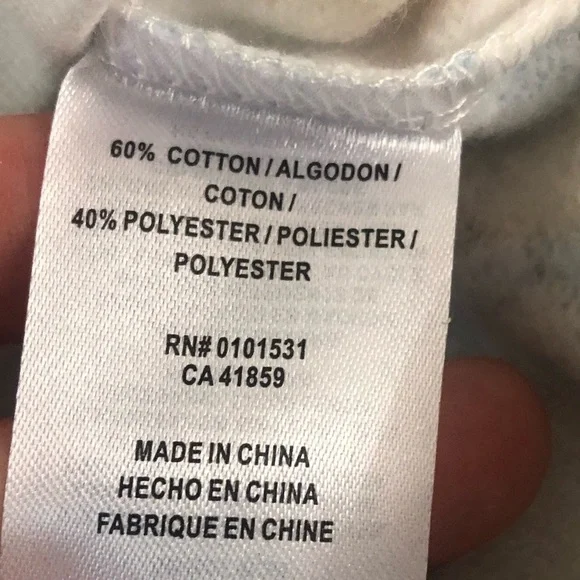 60% COTTON/ALGODON/
COTON/
40% POLYESTER/POLIESTER/
POLYESTER
RN# 0101531
CA 41859
MADE IN CHINA
HECHO EN CHINA
FABRIQUE EN CHINE